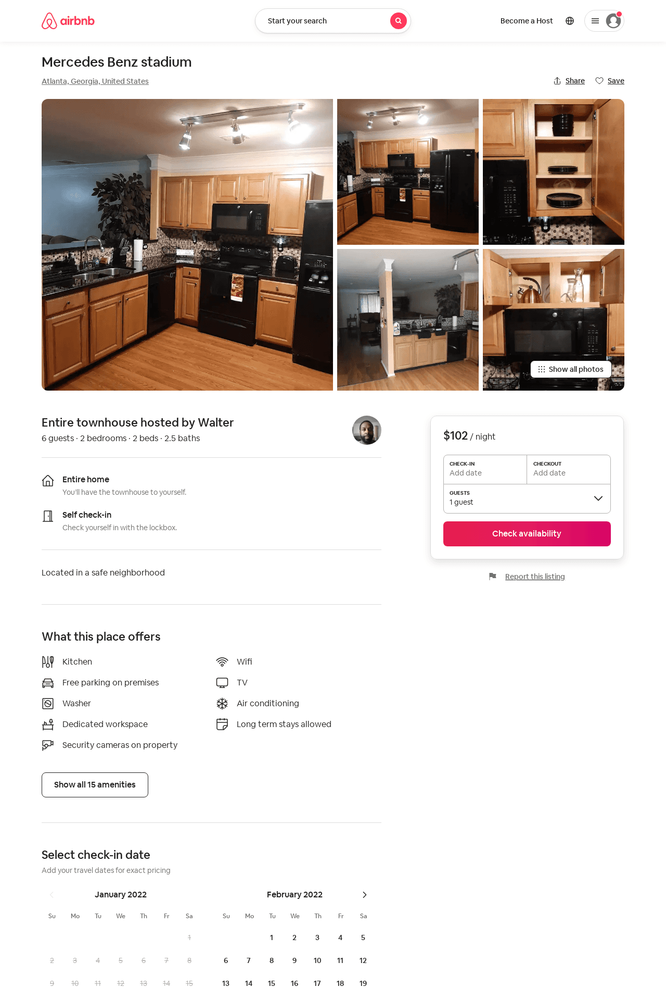 airbnb
Start your search
Become a Host
Mercedes Benz stadium
Atlanta, Georgia, United States
Share
Save
Show all photos
Entire townhouse hosted by Walter
6 guests · 2 bedrooms · 2 beds · 2.5 baths
Entire home
You’ll have the townhouse to yourself.
Self check-in
Check yourself in with the lockbox.
Located in a safe neighborhood
$102 / night
CHECK-IN
Add date
CHECKOUT
Add date
GUESTS
1 guest
Check availability
Report this listing
What this place offers
Kitchen
Wifi
Free parking on premises
TV
Washer
Air conditioning
Dedicated workspace
Long term stays allowed
Security cameras on property
Show all 15 amenities
Select check-in date
Add your travel dates for exact pricing
January 2022
Su Mo Tu We Th Fr Sa
1
2 3 4 5 6 7 8
9 10 11 12 13 14 15
February 2022
Su Mo Tu We Th Fr Sa
1 2 3 4 5
6 7 8 9 10 11 12
13 14 15 16 17 18 19